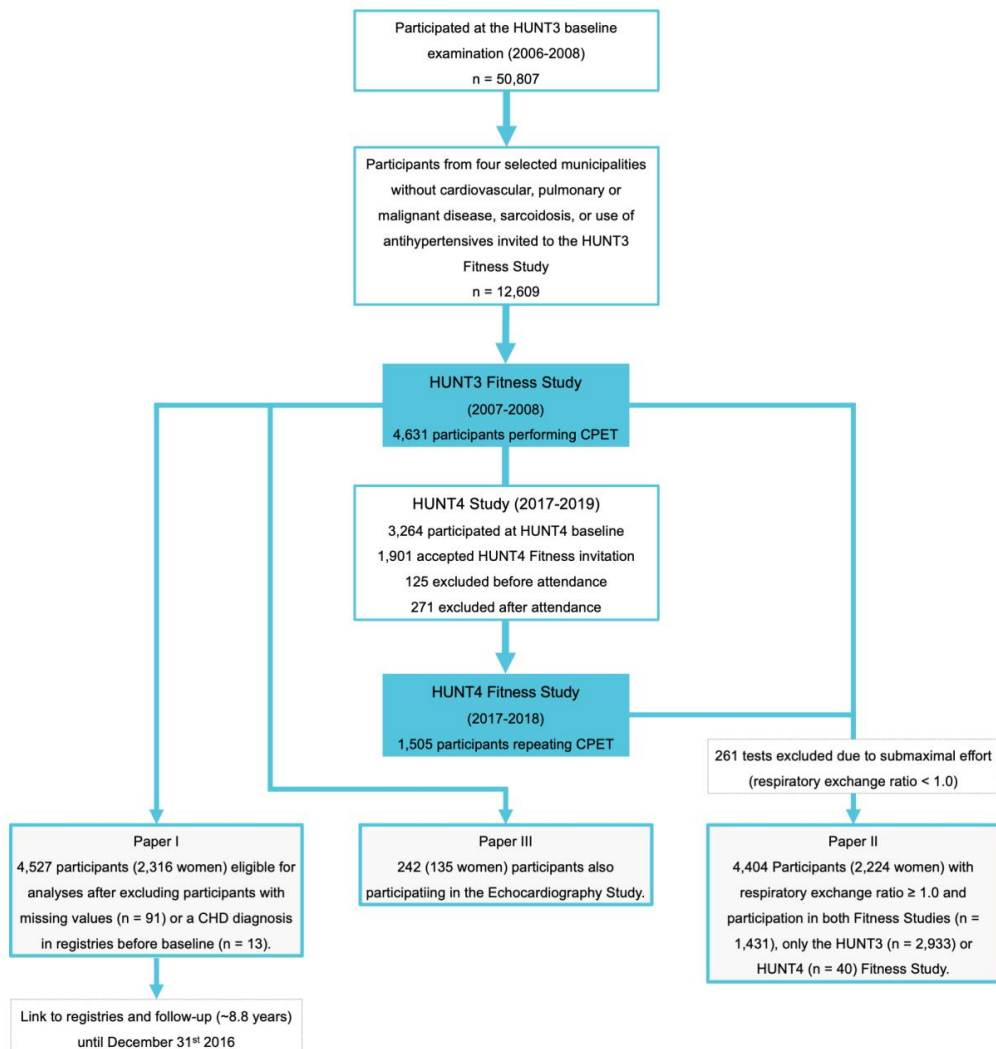 Participated at the HUNT3 baseline
examination (2006-2008)
n = 50,807
Participants from four selected municipalities
without cardiovascular, pulmonary or
malignant disease, sarcoidosis, or use of
antihypertensives invited to the HUNT3
Fitness Study
n = 12,609
HUNT3 Fitness Study
(2007-2008)
4,631 participants performing CPET
HUNT4 Study (2017-2019)
3,264 participated at HUNT4 baseline
1,901 accepted HUNT4 Fitness invitation
125 excluded before attendance
271 excluded after attendance
HUNT4 Fitness Study
(2017-2018)
1,505 participants repeating CPET
261 tests excluded due to submaximal effort
(respiratory exchange ratio < 1.0)
Paper I
4,527 participants (2,316 women) eligible for
analyses after excluding participants with
missing values (n = 91) or a CHD diagnosis
in registries before baseline (n = 13).
Paper III
242 (135 women) participants also
participatiing in the Echocardiography Study.
Paper II
4,404 Participants (2,224 women) with
respiratory exchange ratio ≥ 1.0 and
participation in both Fitness Studies (n =
1,431), only the HUNT3 (n = 2,933) or
HUNT4 (n = 40) Fitness Study.
Link to registries and follow-up (~8.8 years)
until December 31st 2016